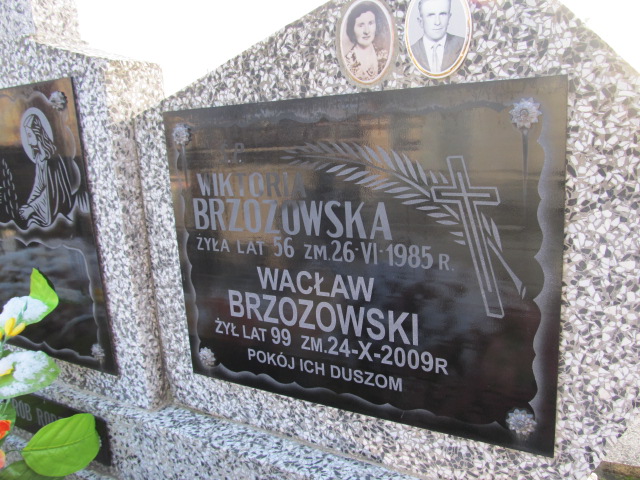 WIKTORIA
BRZOZOWSKA
ŻYŁA LAT 56 ZM.26-VI-1985 R.
WACŁAW
BRZOZOWSKI
ŻYŁ LAT 99 ZM.24-X-2009R
POKÓJ ICH DUSZOM